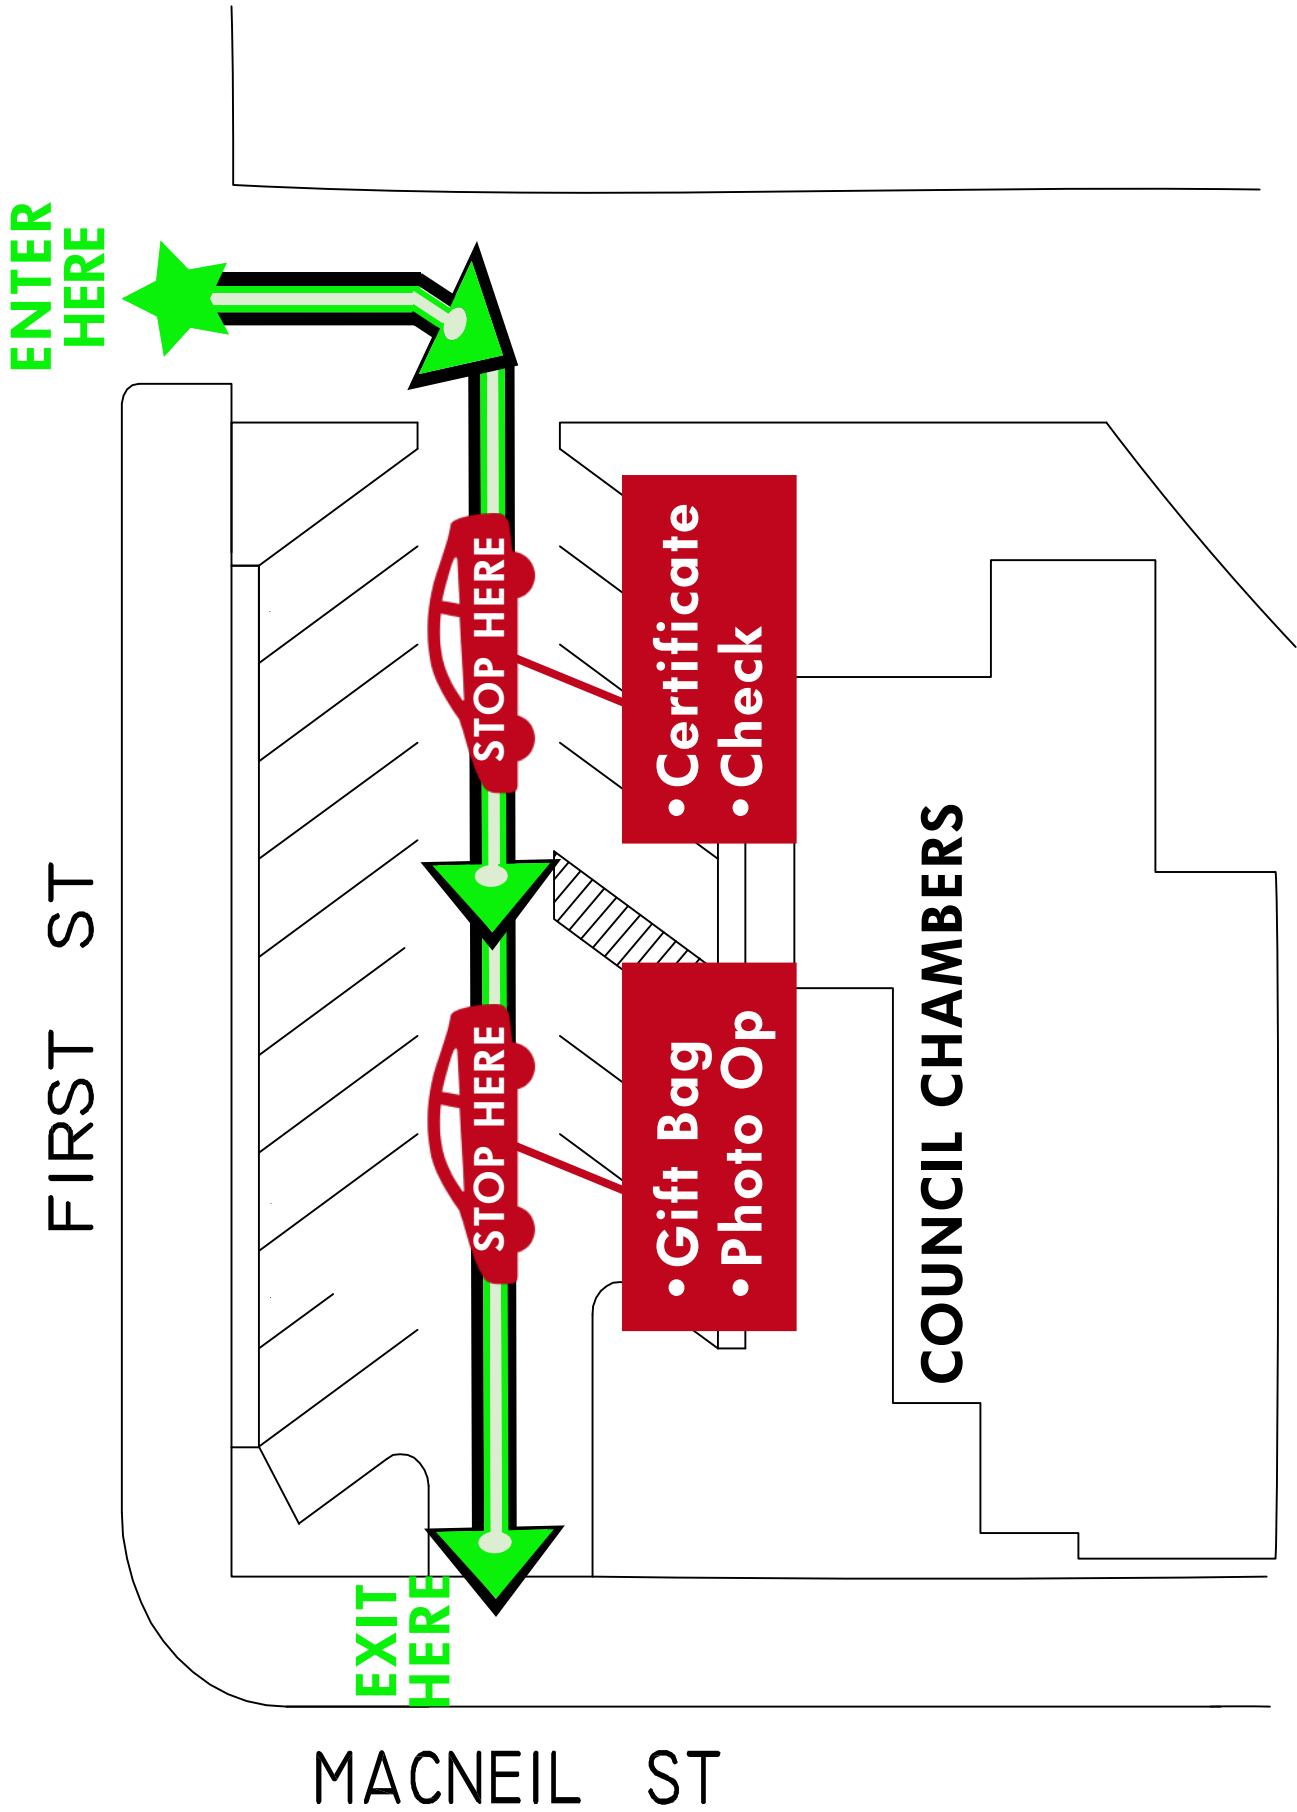 ENTER
HERE
STOP HERE
• Certificate
• Check
FIRST ST
STOP HERE
• Gift Bag
• Photo Op
COUNCIL CHAMBERS
EXIT
HERE
MACNEIL ST